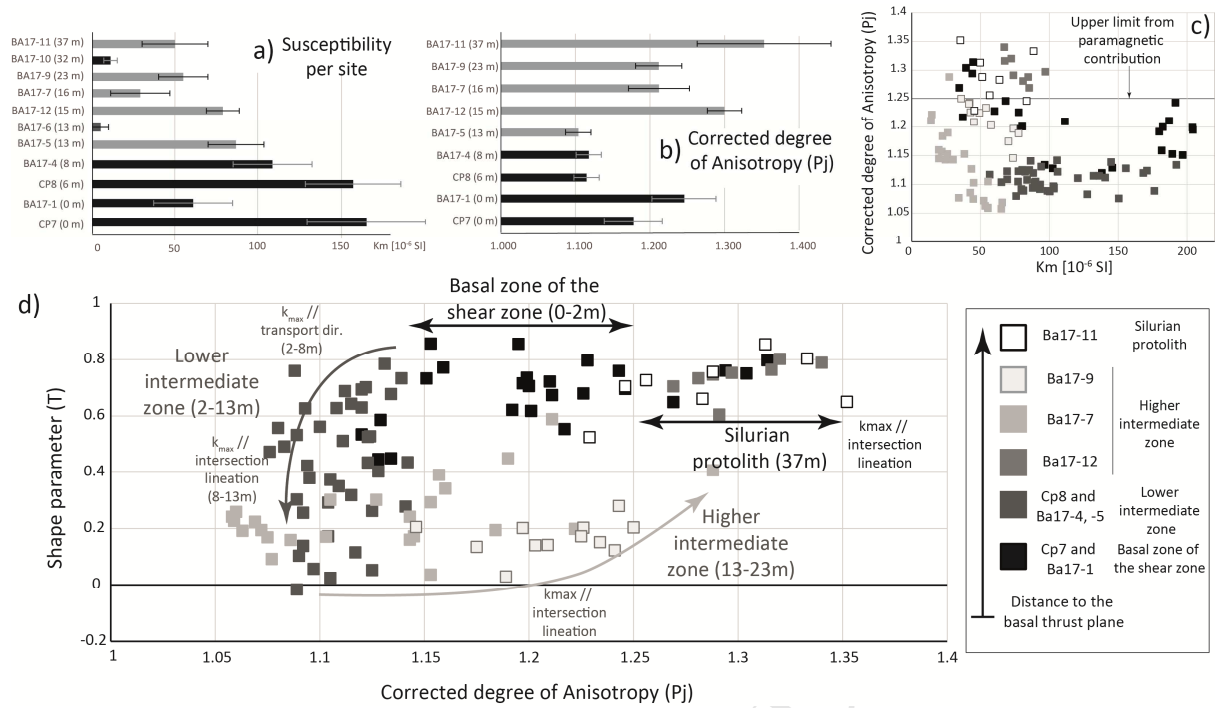 a) Susceptibility
per site
BA17-11 (37 m)
BA17-10 (32 m)
BA17-9 (23 m)
BA17-7 (16 m)
BA17-12 (15 m)
BA17-6 (13 m)
BA17-5 (13 m)
BA17-4 (8 m)
CP8 (6 m)
BA17-1 (0 m)
CP7 (0 m)
0 50 100 150 Km [10-6 SI]
b) Corrected degree
of Anisotropy (Pj)
BA17-11 (37 m)
BA17-9 (23 m)
BA17-7 (16 m)
BA17-12 (15 m)
BA17-5 (13 m)
BA17-4 (8 m)
CP8 (6 m)
BA17-1 (0 m)
CP7 (0 m)
1.000 1.100 1.200 1.300 1.400
c)
Upper limit from
paramagnetic
contribution
Corrected degree of Anisotropy (Pj)
1.4
1.35
1.3
1.25
1.2
1.15
1.1
1.05
1
0 50 100 150 200
Km [10-6 SI]
d)
Basal zone of the
shear zone (0-2m)
kmax //
transport dir.
(2-8m)
Lower
intermediate
zone (2-13m)
kmax //
intersection
lineation
(8-13m)
Silurian
protolith (37m)
kmax //
intersection
lineation
Higher
intermediate
zone (13-23m)
kmax //
intersection
lineation
Shape parameter (T)
1
0.8
0.6
0.4
0.2
0
-0.2
1 1.05 1.1 1.15 1.2 1.25 1.3 1.35 1.4
Corrected degree of Anisotropy (Pj)
Ba17-11
Silurian
protolith
Ba17-9
Ba17-7
Ba17-12
Higher
intermediate
zone
Cp8 and
Ba17-4, -5
Lower
intermediate
zone
Cp7 and
Ba17-1
Basal zone of
the shear zone
Distance to the
basal thrust plane